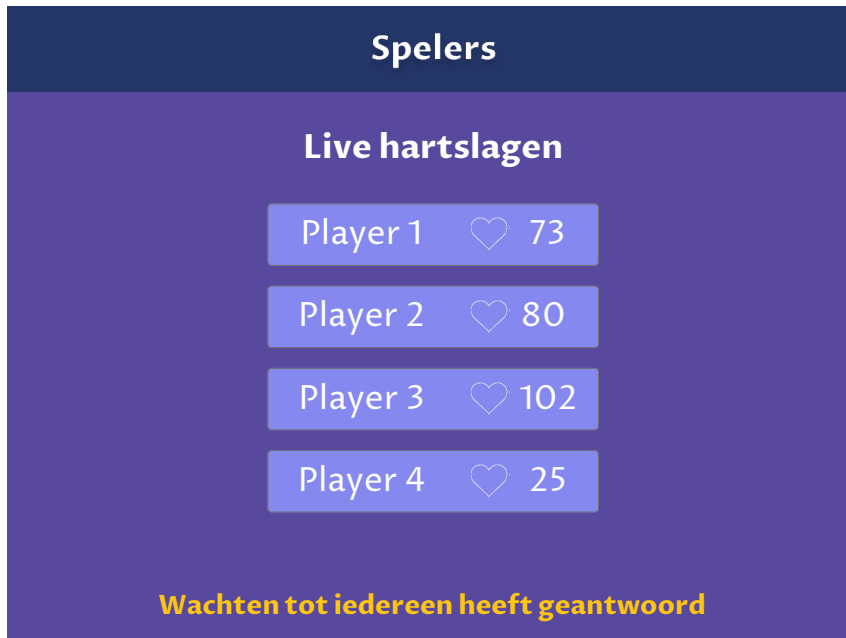 Spelers
Live hartslagen
Player 1 73
Player 2 80
Player 3 102
Player 4 25
Wachten tot iedereen heeft geantwoord